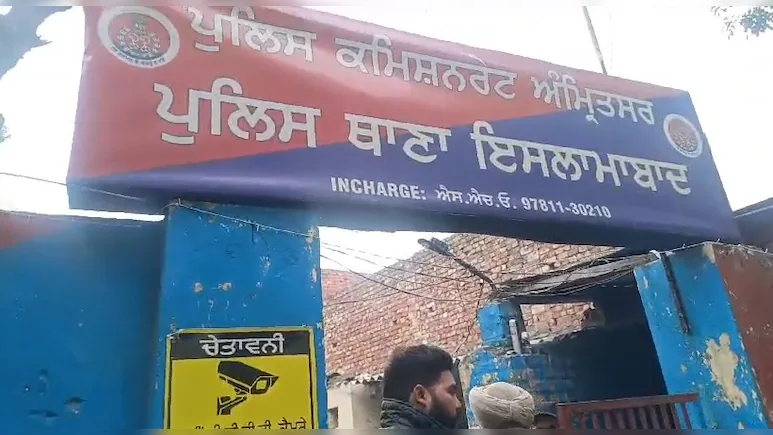 ਪੁਲਿਸ ਕਮਿਸ਼ਨਰੇਟ ਅੰਮ੍ਰਿਤਸਰ
ਪੁਲਿਸ ਥਾਣਾ ਇਸਲਾਮਾਬਾਦ
INCHARGE: ਐਸ.ਐਚ.ਓ. 97811-30210
ਚੇਤਾਵਨੀ